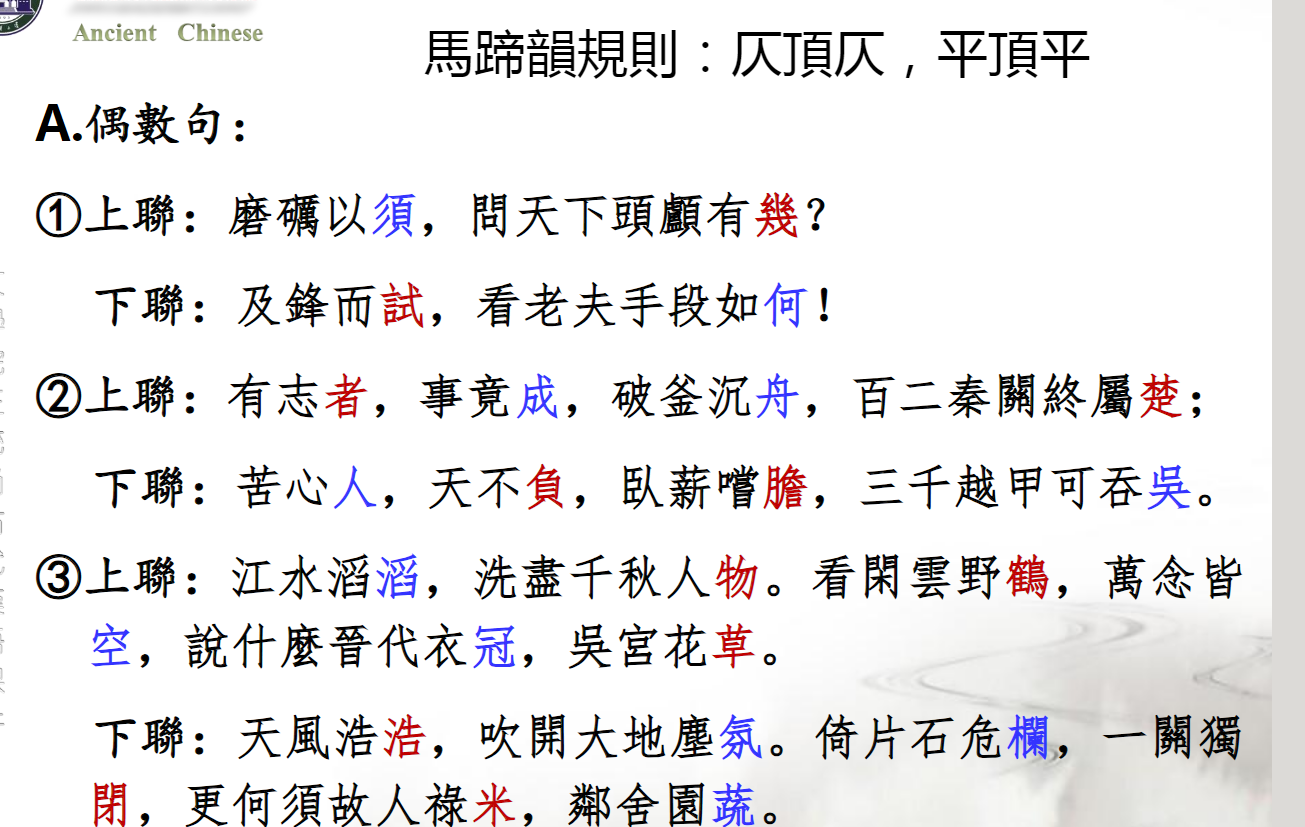 Ancient Chinese
馬蹄韻規則：仄頂仄，平頂平
A.偶數句：
①上聯：磨礪以須，問天下頭顱有幾？
下聯：及鋒而試，看老夫手段如何！
②上聯：有志者，事竟成，破釜沉舟，百二秦關終屬楚；
下聯：苦心人，天不負，臥薪嚐膽，三千越甲可吞吳。
③上聯：江水滔滔，洗盡千秋人物。看閑雲野鶴，萬念皆
空，說什麼晉代衣冠，吳宮花草。
下聯：天風浩浩，吹開大地塵氛。倚片石危欄，一關獨
閉，更何須故人祿米，鄰舍園蔬。